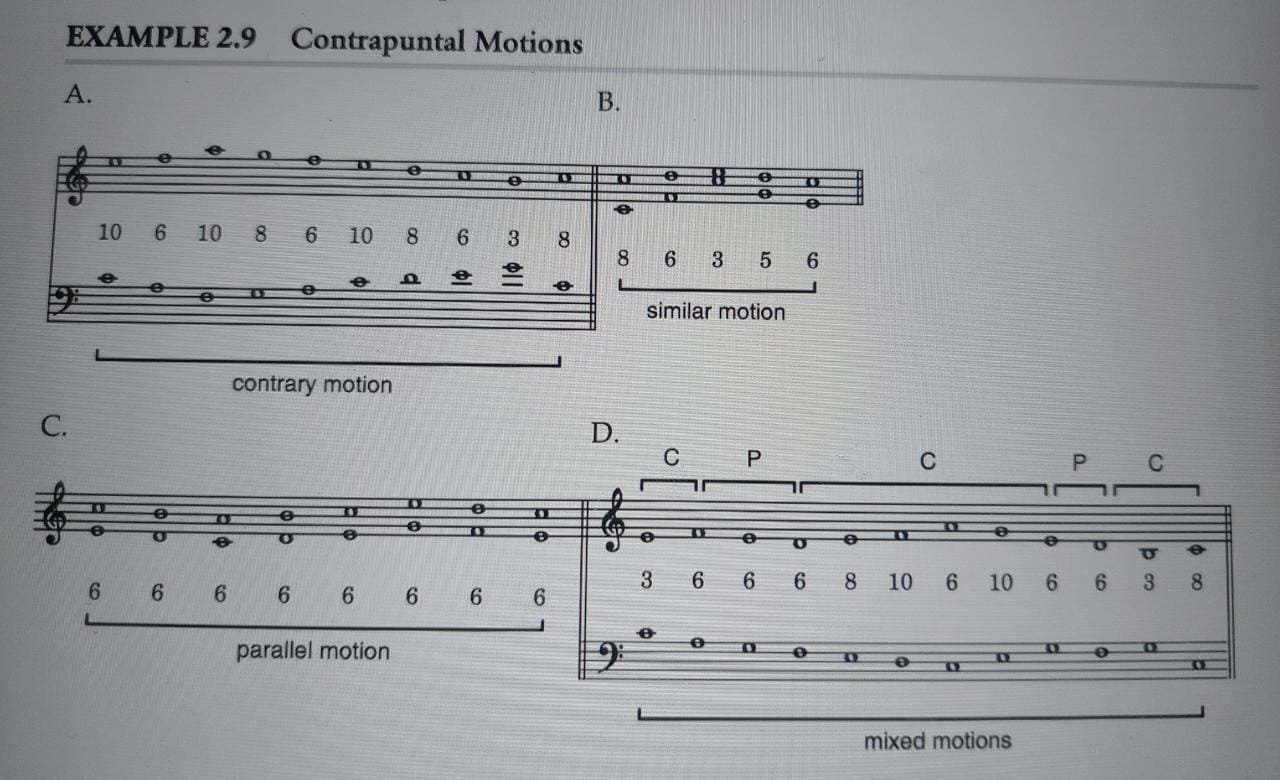 EXAMPLE 2.9 Contrapuntal Motions
A.
10 6 10 8 6 10 8 6 3 8
contrary motion
B.
8 6 3 5 6
similar motion
C.
6 6 6 6 6 6 6 6
parallel motion
D.
C P C P C
3 6 6 6 8 10 6 10 6 6 3 8
mixed motions